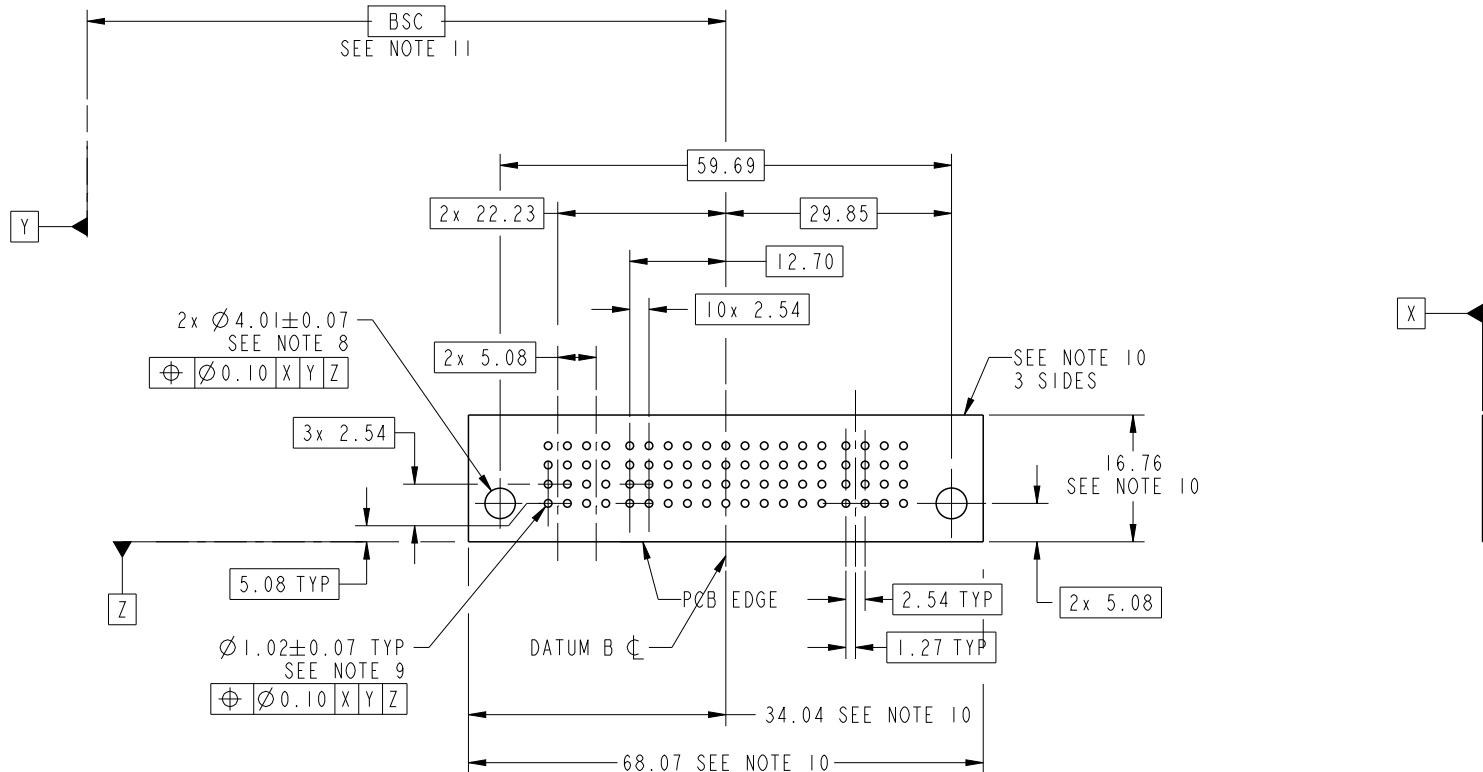 BSC
SEE NOTE 11
59.69
2x 22.23
29.85
Y
12.70
10x 2.54
X
2x Ø4.01±0.07
SEE NOTE 8
⌖ Ø0.10 X Y Z
2x 5.08
SEE NOTE 10
3 SIDES
3x 2.54
16.76
SEE NOTE 10
5.08 TYP
Z
PCB EDGE
2.54 TYP
2x 5.08
Ø1.02±0.07 TYP
SEE NOTE 9
⌖ Ø0.10 X Y Z
DATUM B ℄
1.27 TYP
34.04 SEE NOTE 10
68.07 SEE NOTE 10